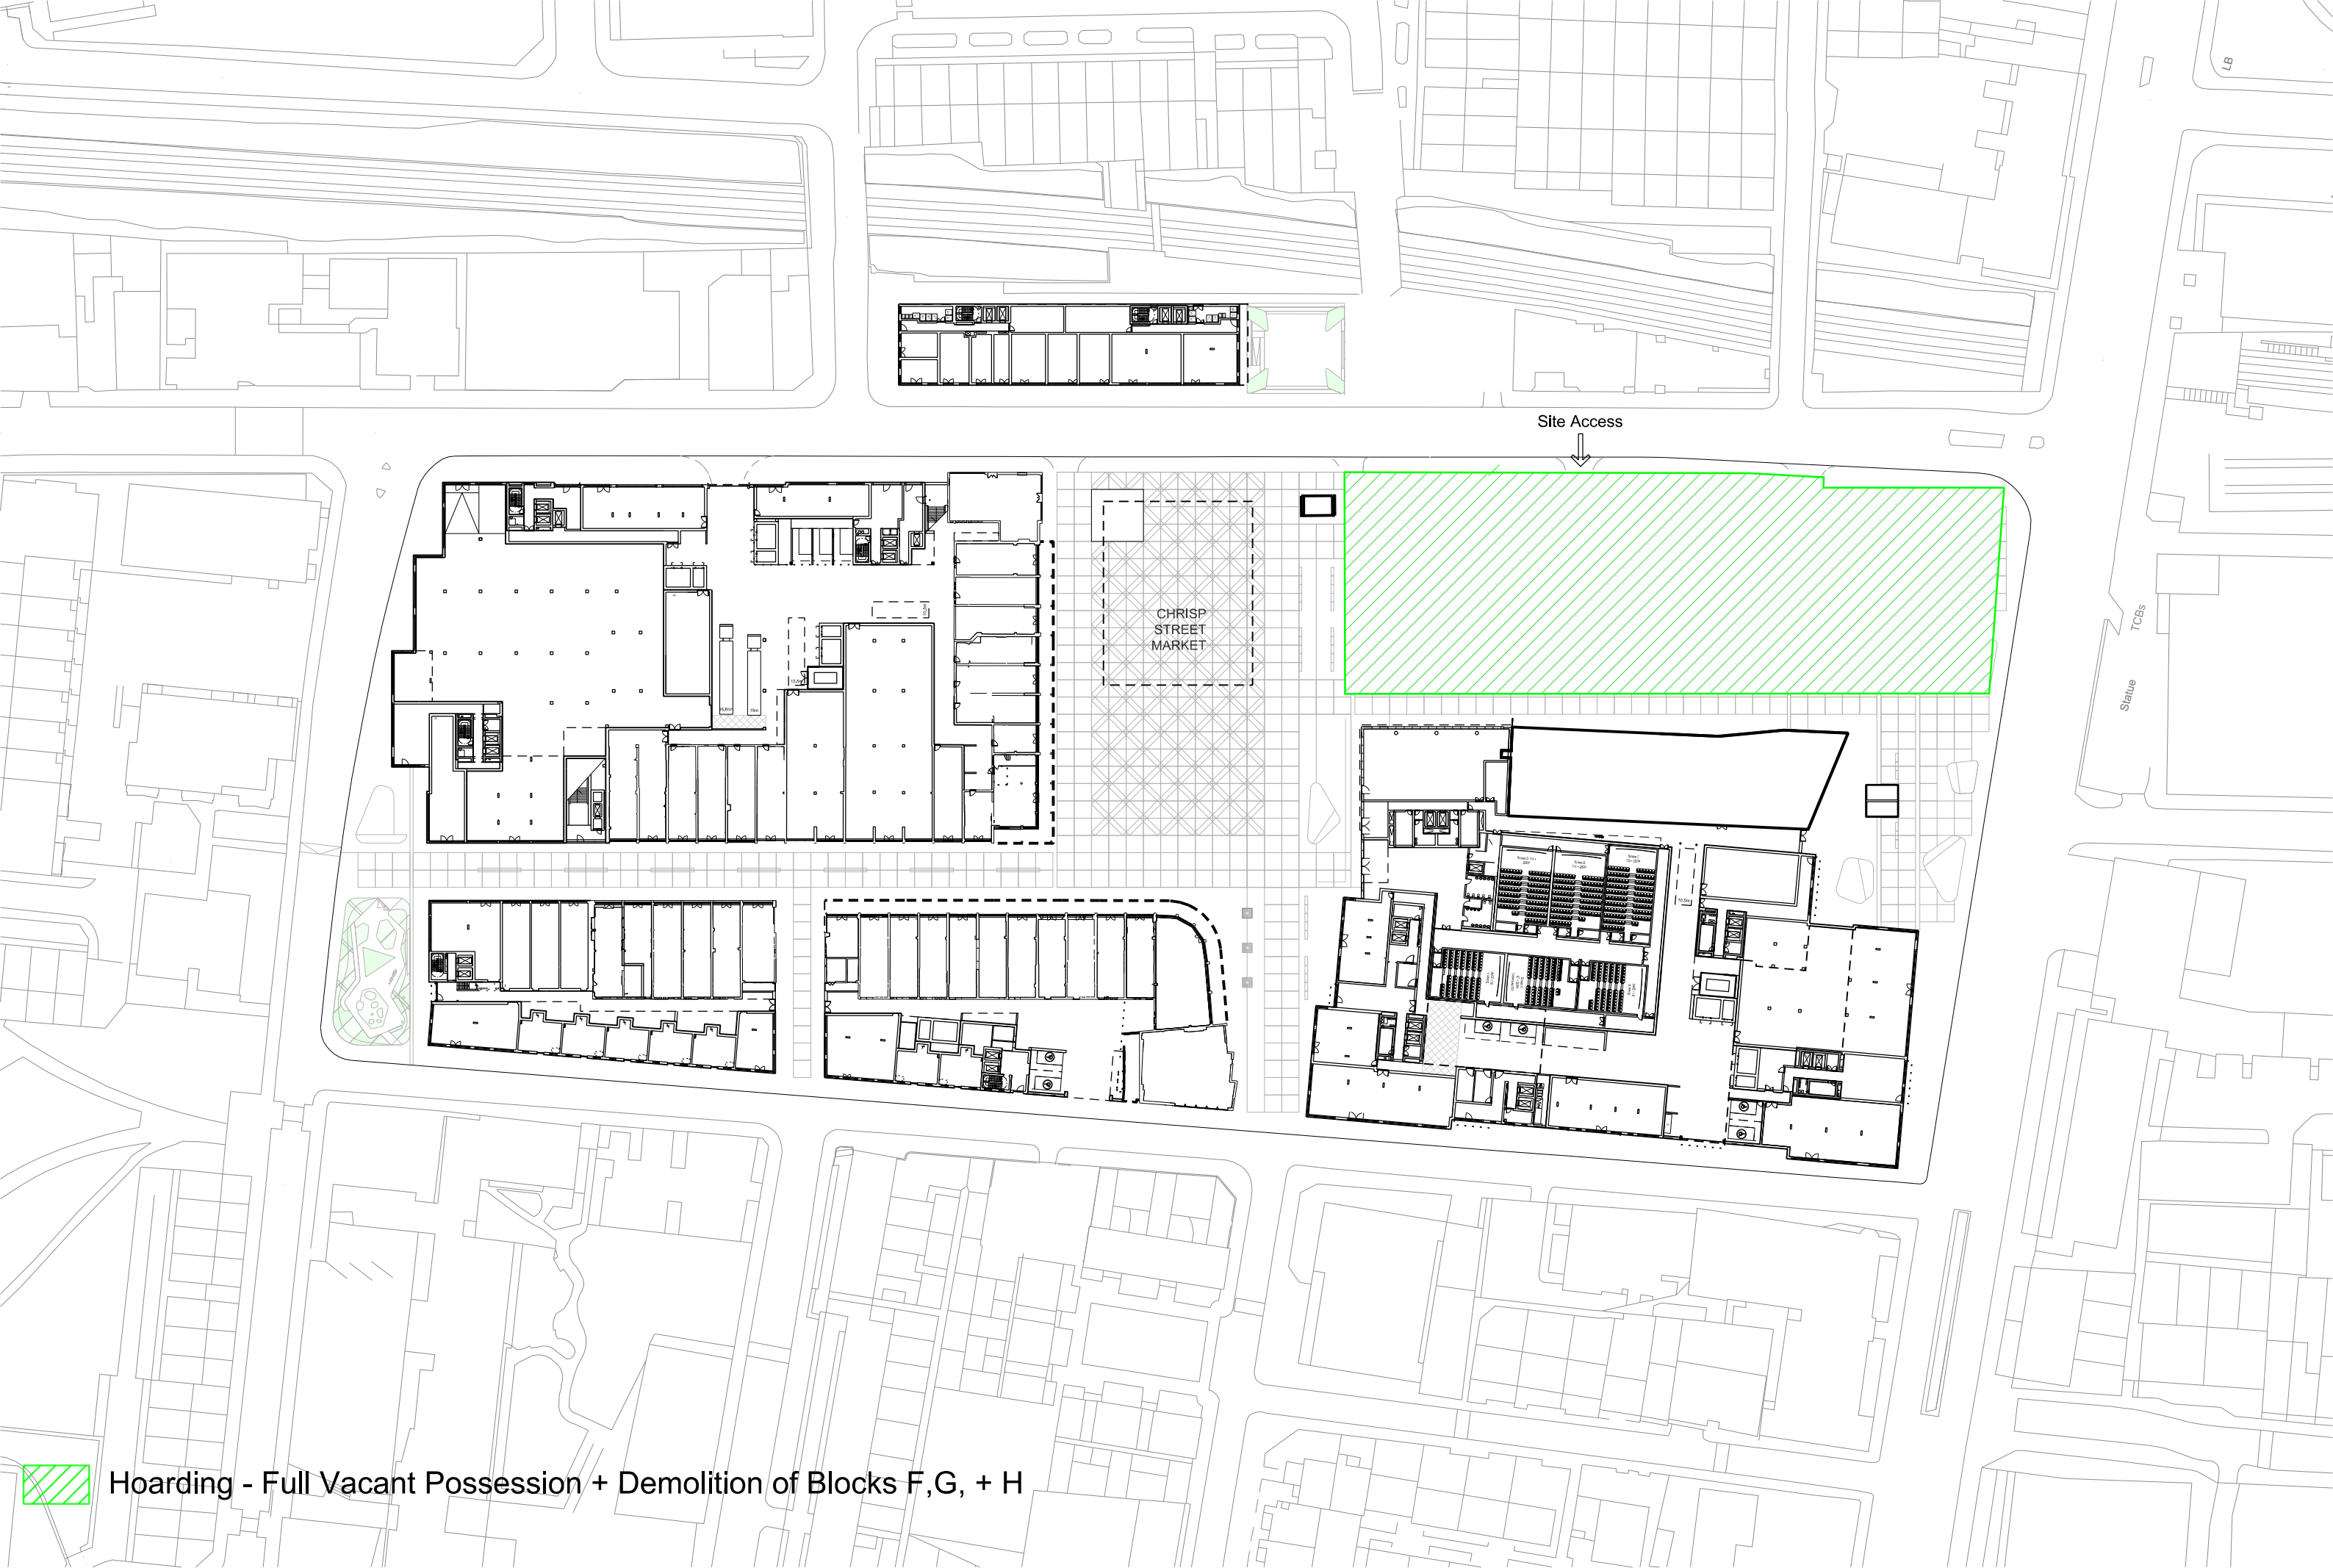 LB
Site Access
CHRISP
STREET
MARKET
TCBs
Statue
Hoarding - Full Vacant Possession + Demolition of Blocks F,G, + H